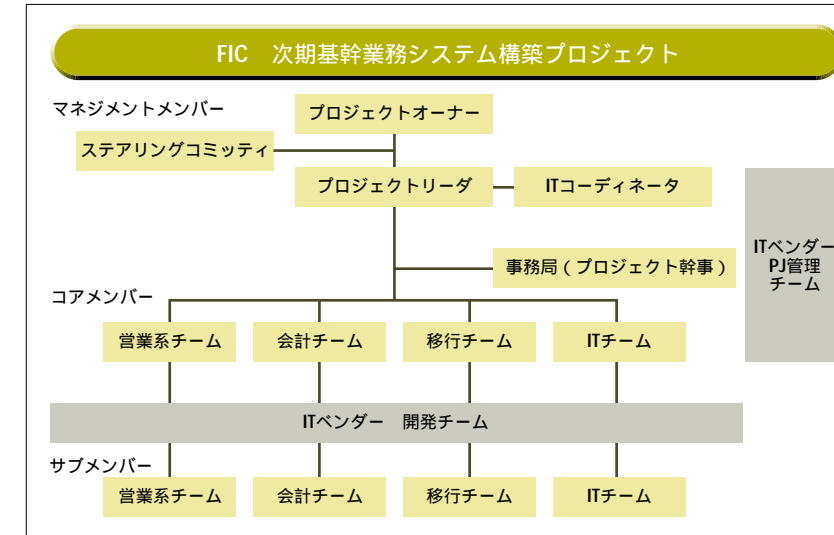 FIC　次期基幹業務システム構築プロジェクト
マネジメントメンバー
プロジェクトオーナー
ステアリングコミッティ
プロジェクトリーダ
ITコーディネータ
ITベンダー
PJ管理
チーム
事務局（プロジェクト幹事）
コアメンバー
営業系チーム
会計チーム
移行チーム
ITチーム
ITベンダー　開発チーム
サブメンバー
営業系チーム
会計チーム
移行チーム
ITチーム